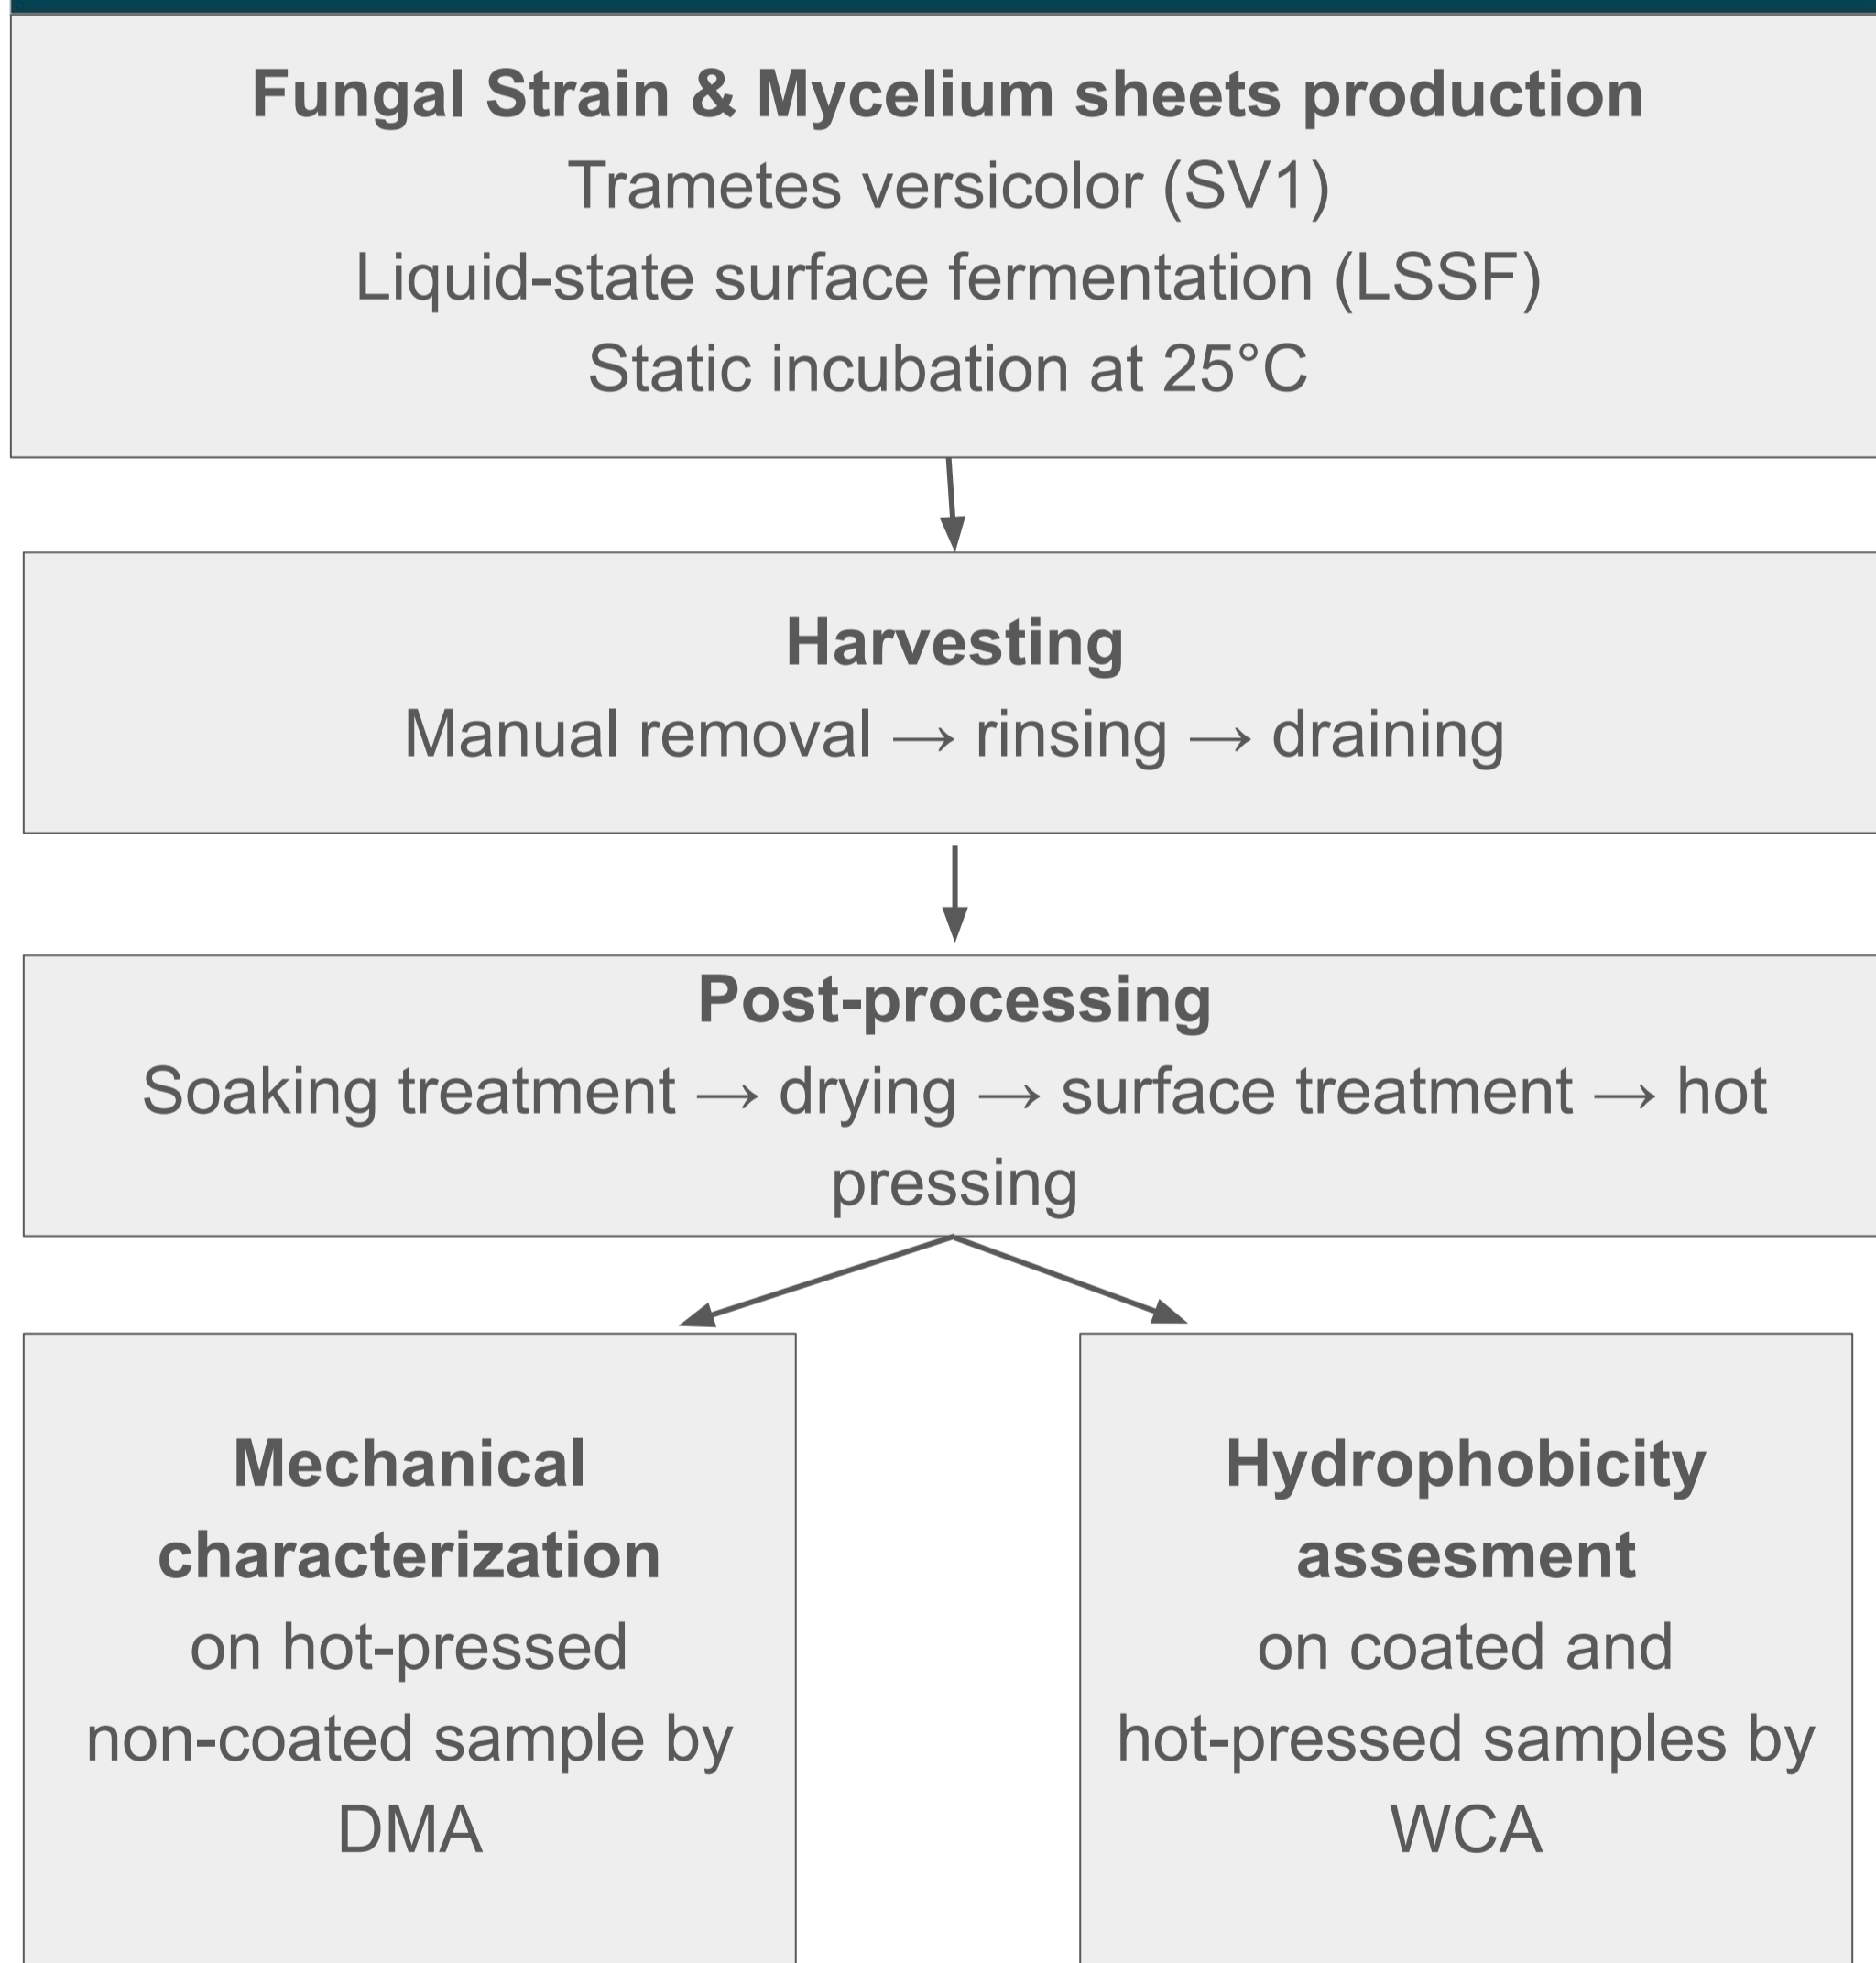 Fungal Strain & Mycelium sheets production
Trametes versicolor (SV1)
Liquid-state surface fermentation (LSSF)
Static incubation at 25°C
Harvesting
Manual removal → rinsing → draining
Post-processing
Soaking treatment → drying → surface treatment → hot
pressing
Mechanical
characterization
on hot-pressed
non-coated sample by
DMA
Hydrophobicity
assesment
on coated and
hot-pressed samples by
WCA